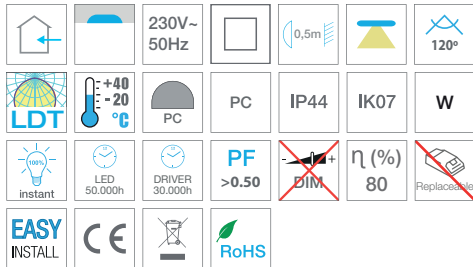 230V~
50Hz
0,5m
120º
LDT
+40
-20
°C
PC
PC
IP44
IK07
W
100%
instant
LED
50.000h
DRIVER
30.000h
PF
>0.50
- +
DIM
η (%)
80
Replaceable
EASY
INSTALL
CE
RoHS